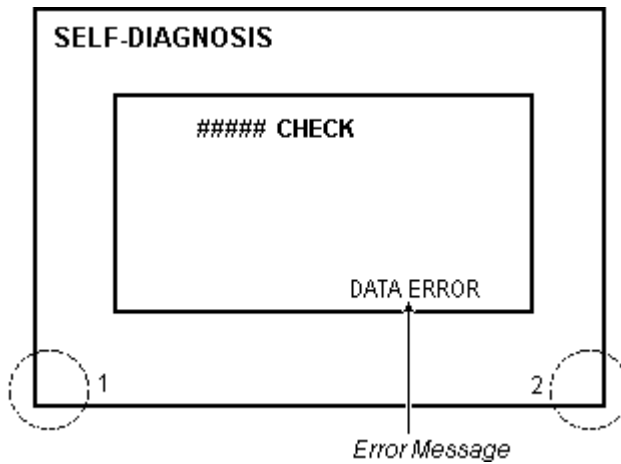 SELF-DIAGNOSIS
##### CHECK
DATA ERROR
1
2
Error Message